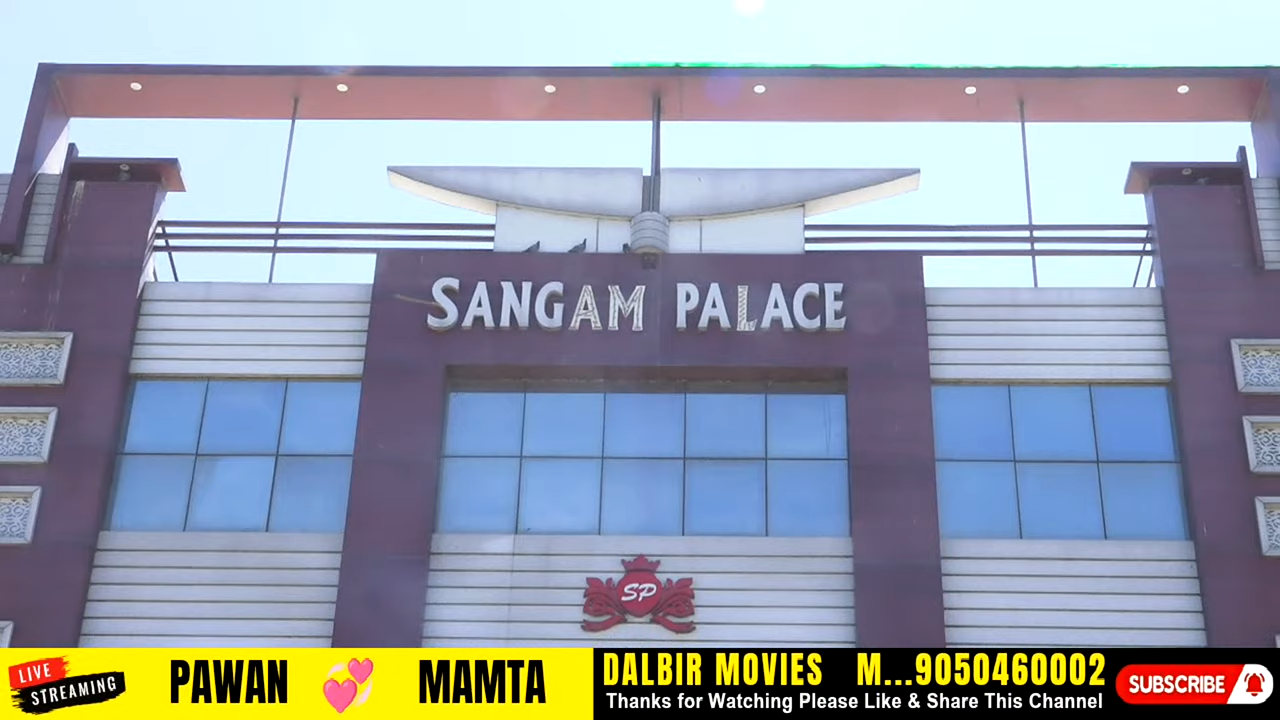 SANGAM PALACE
SP
LIVE
STREAMING
PAWAN 💞 MAMTA
DALBIR MOVIES M...9050460002
Thanks for Watching Please Like & Share This Channel
SUBSCRIBE